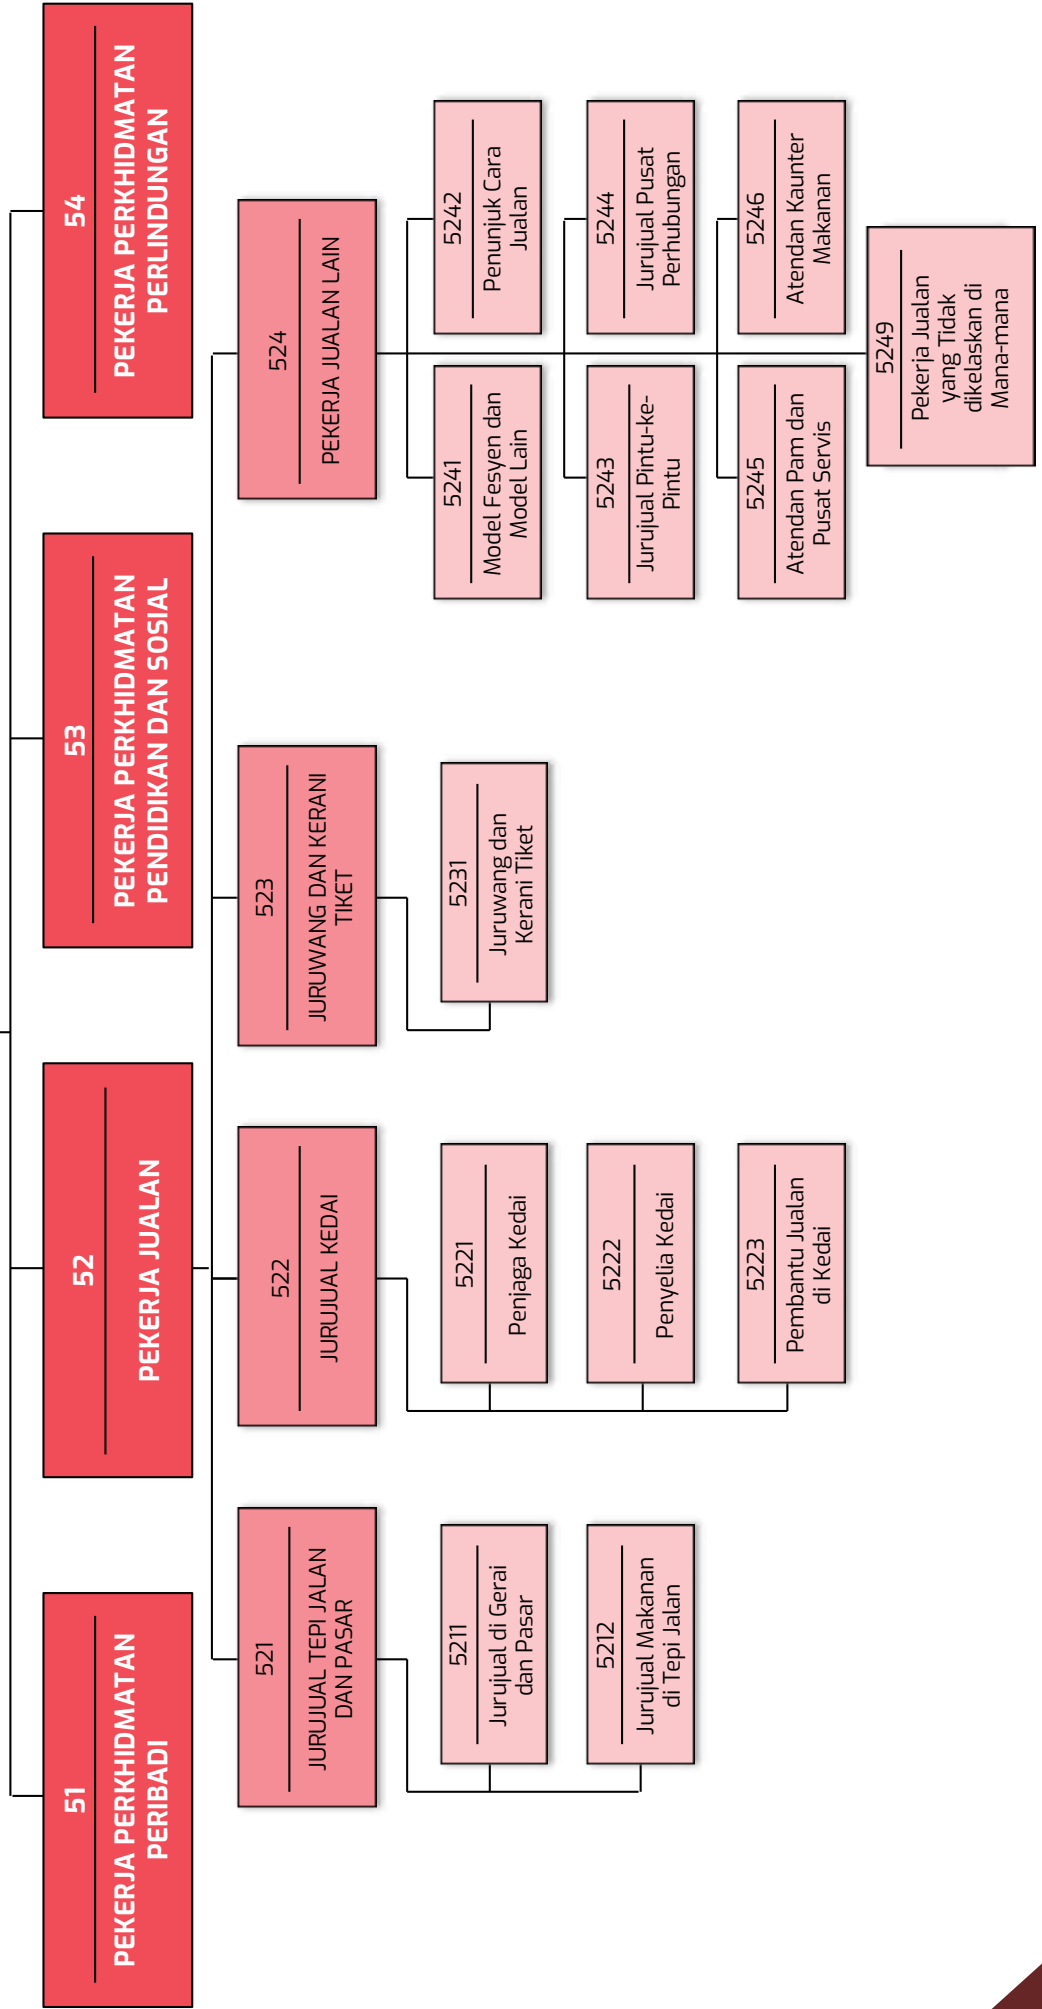 51
PEKERJA PERKHIDMATAN
PERIBADI
52
PEKERJA JUALAN
53
PEKERJA PERKHIDMATAN
PENDIDIKAN DAN SOSIAL
54
PEKERJA PERKHIDMATAN
PERLINDUNGAN
521
JURUJUAL TEPI JALAN
DAN PASAR
522
JURUJUAL KEDAI
523
JURUWANG DAN KERANI
TIKET
524
PEKERJA JUALAN LAIN
5211
Jurujual di Gerai
dan Pasar
5212
Jurujual Makanan
di Tepi Jalan
5221
Penjaga Kedai
5222
Penyelia Kedai
5223
Pembantu Jualan
di Kedai
5231
Juruwang dan
Kerani Tiket
5241
Model Fesyen dan
Model Lain
5242
Penunjuk Cara
Jualan
5243
Jurujual Pintu-ke-
Pintu
5244
Jurujual Pusat
Perhubungan
5245
Atendan Pam dan
Pusat Servis
5246
Atendan Kaunter
Makanan
5249
Pekerja Jualan
yang Tidak
dikelaskan di
Mana-mana